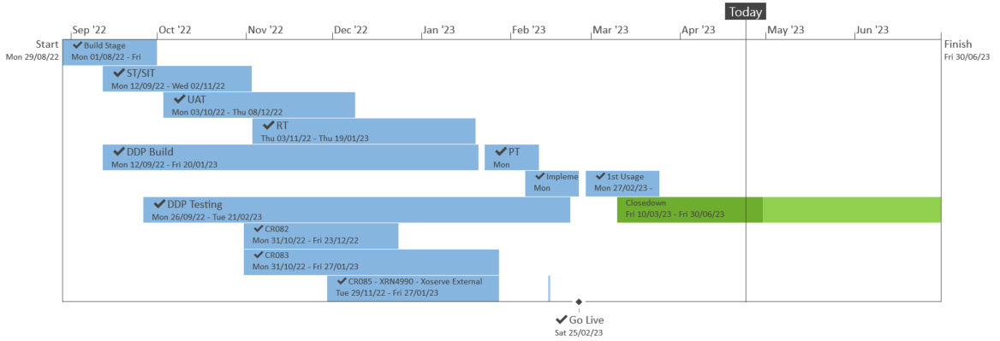 Today
Sep '22 Oct '22 Nov '22 Dec '22 Jan '23 Feb '23 Mar '23 Apr '23 May '23 Jun '23
Start
Mon 29/08/22
Finish
Fri 30/06/23
Build Stage
Mon 01/08/22 - Fri
ST/SIT
Mon 12/09/22 - Wed 02/11/22
UAT
Mon 03/10/22 - Thu 08/12/22
RT
Thu 03/11/22 - Thu 19/01/23
DDP Build
Mon 12/09/22 - Fri 20/01/23
PT
Mon
Impleme
Mon
1st Usage
Mon 27/02/23 -
DDP Testing
Mon 26/09/22 - Tue 21/02/23
Closedown
Fri 10/03/23 - Fri 30/06/23
CR082
Mon 31/10/22 - Fri 23/12/22
CR083
Mon 31/10/22 - Fri 27/01/23
CR085 - XRN4990 - Xoserve External
Tue 29/11/22 - Fri 27/01/23
Go Live
Sat 25/02/23